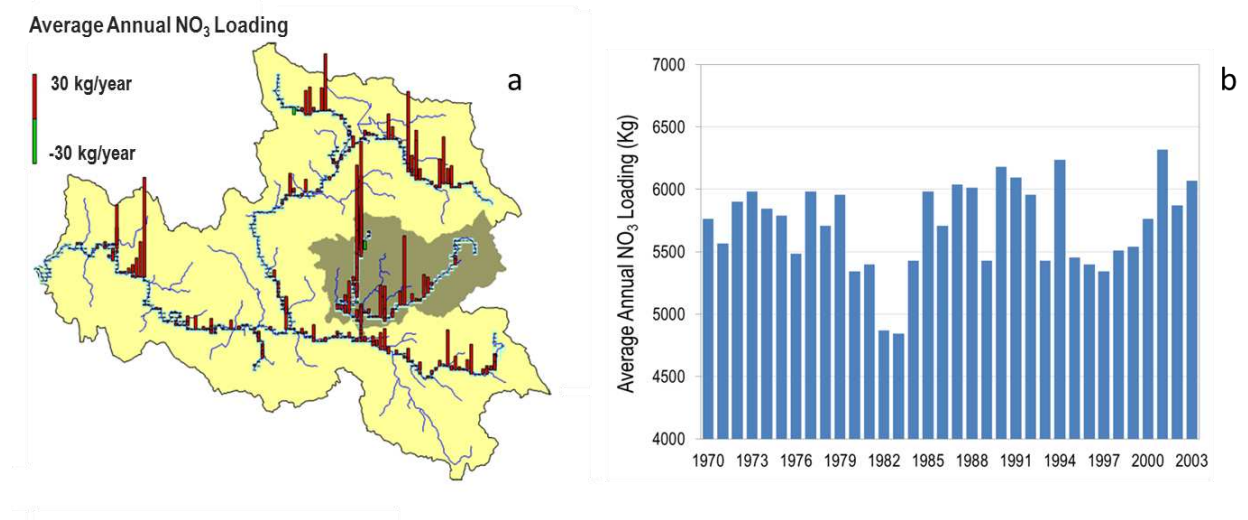 Average Annual NO3 Loading
30 kg/year
-30 kg/year
a
b
Average Annual NO3 Loading (Kg)
7000
6500
6000
5500
5000
4500
4000
1970 1973 1976 1979 1982 1985 1988 1991 1994 1997 2000 2003